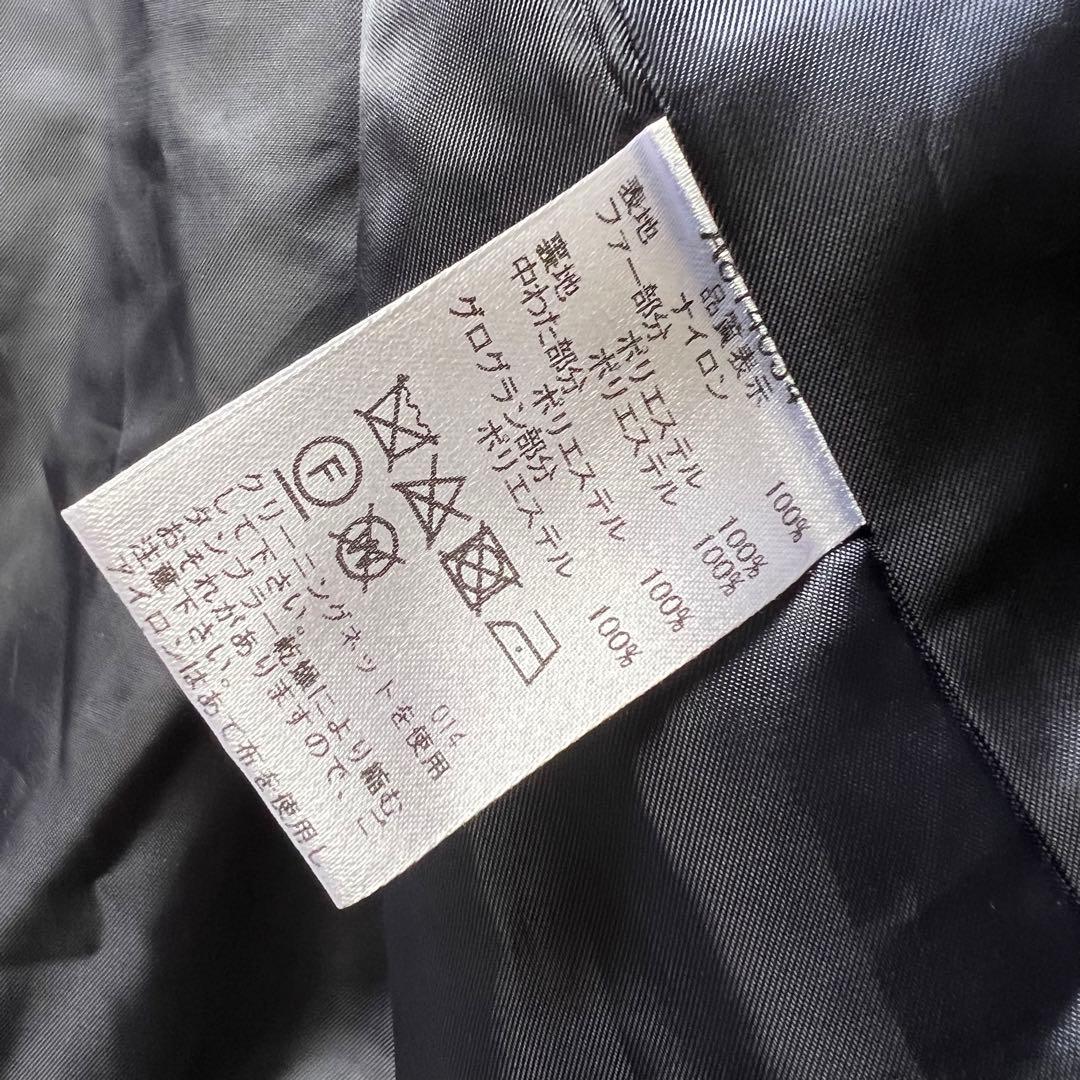 品質表示
表地 ナイロン 100%
ファー部分 ポリエステル 100%
裏地 ポリエステル 100%
中わた部分 ポリエステル 100%
グログラン部分
ポリエステル 100%
F
W
014
クリーニングネットを使用
して下さい。
タンブラー乾燥により縮む
おそれがありますので、
ご注意下さい。
アイロンはあて布を使用し